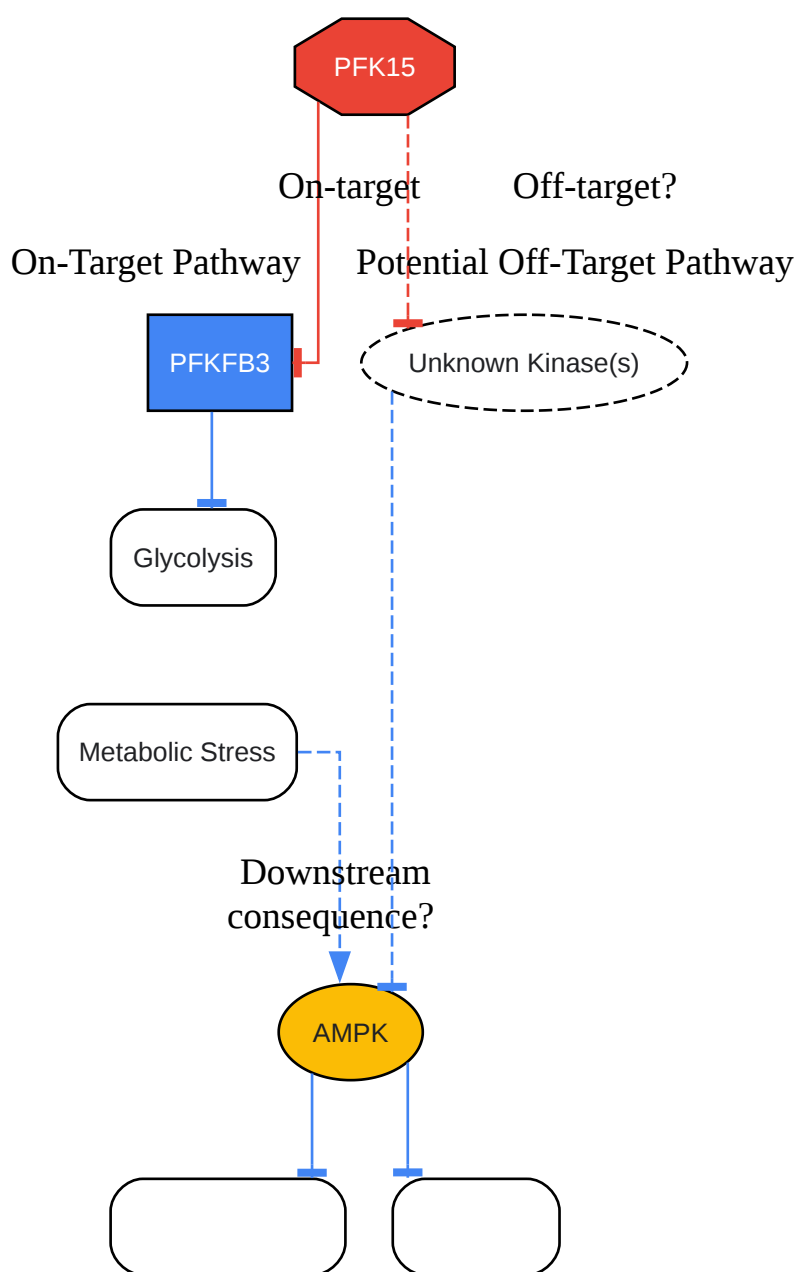 PFK15
On-target
Off-target?
On-Target Pathway
Potential Off-Target Pathway
PFKFB3
Unknown Kinase(s)
Glycolysis
Metabolic Stress
Downstream
consequence?
AMPK